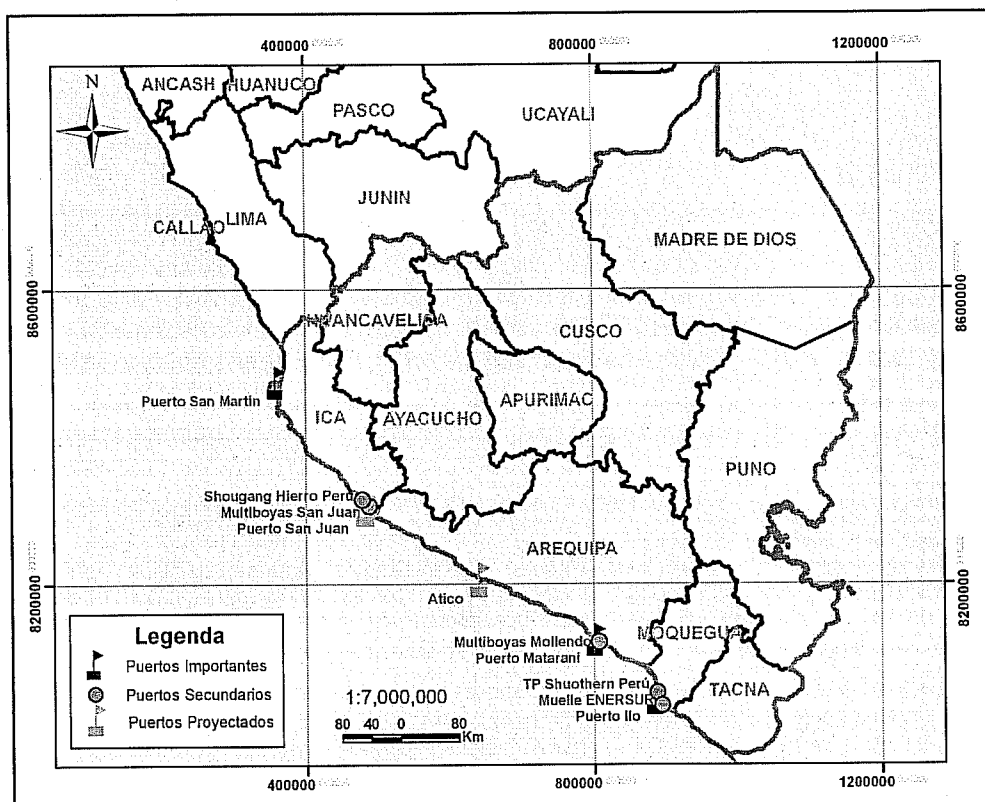 400000
800000
1200000
N
ANCASH
HUANUCO
PASCO
UCAYALI
JUNIN
CALLAO
LIMA
MADRE DE DIOS
8600000
8600000
HUANCAVELICA
CUSCO
Puerto San Martin
ICA
AYACUCHO
APURIMAC
PUNO
Shougang Hierro Perú
Multiboyas San Juan
Puerto San Juan
AREQUIPA
8200000
8200000
Atico
Legenda
Puertos Importantes
Puertos Secundarios
Puertos Proyectados
1:7,000,000
80 40 0 80
Km
Multiboyas Mollendo
Puerto Matarani
MOQUEGUA
TP Shuothern Perú
Muelle ENERSUR
Puerto Ilo
TACNA
400000
800000
1200000